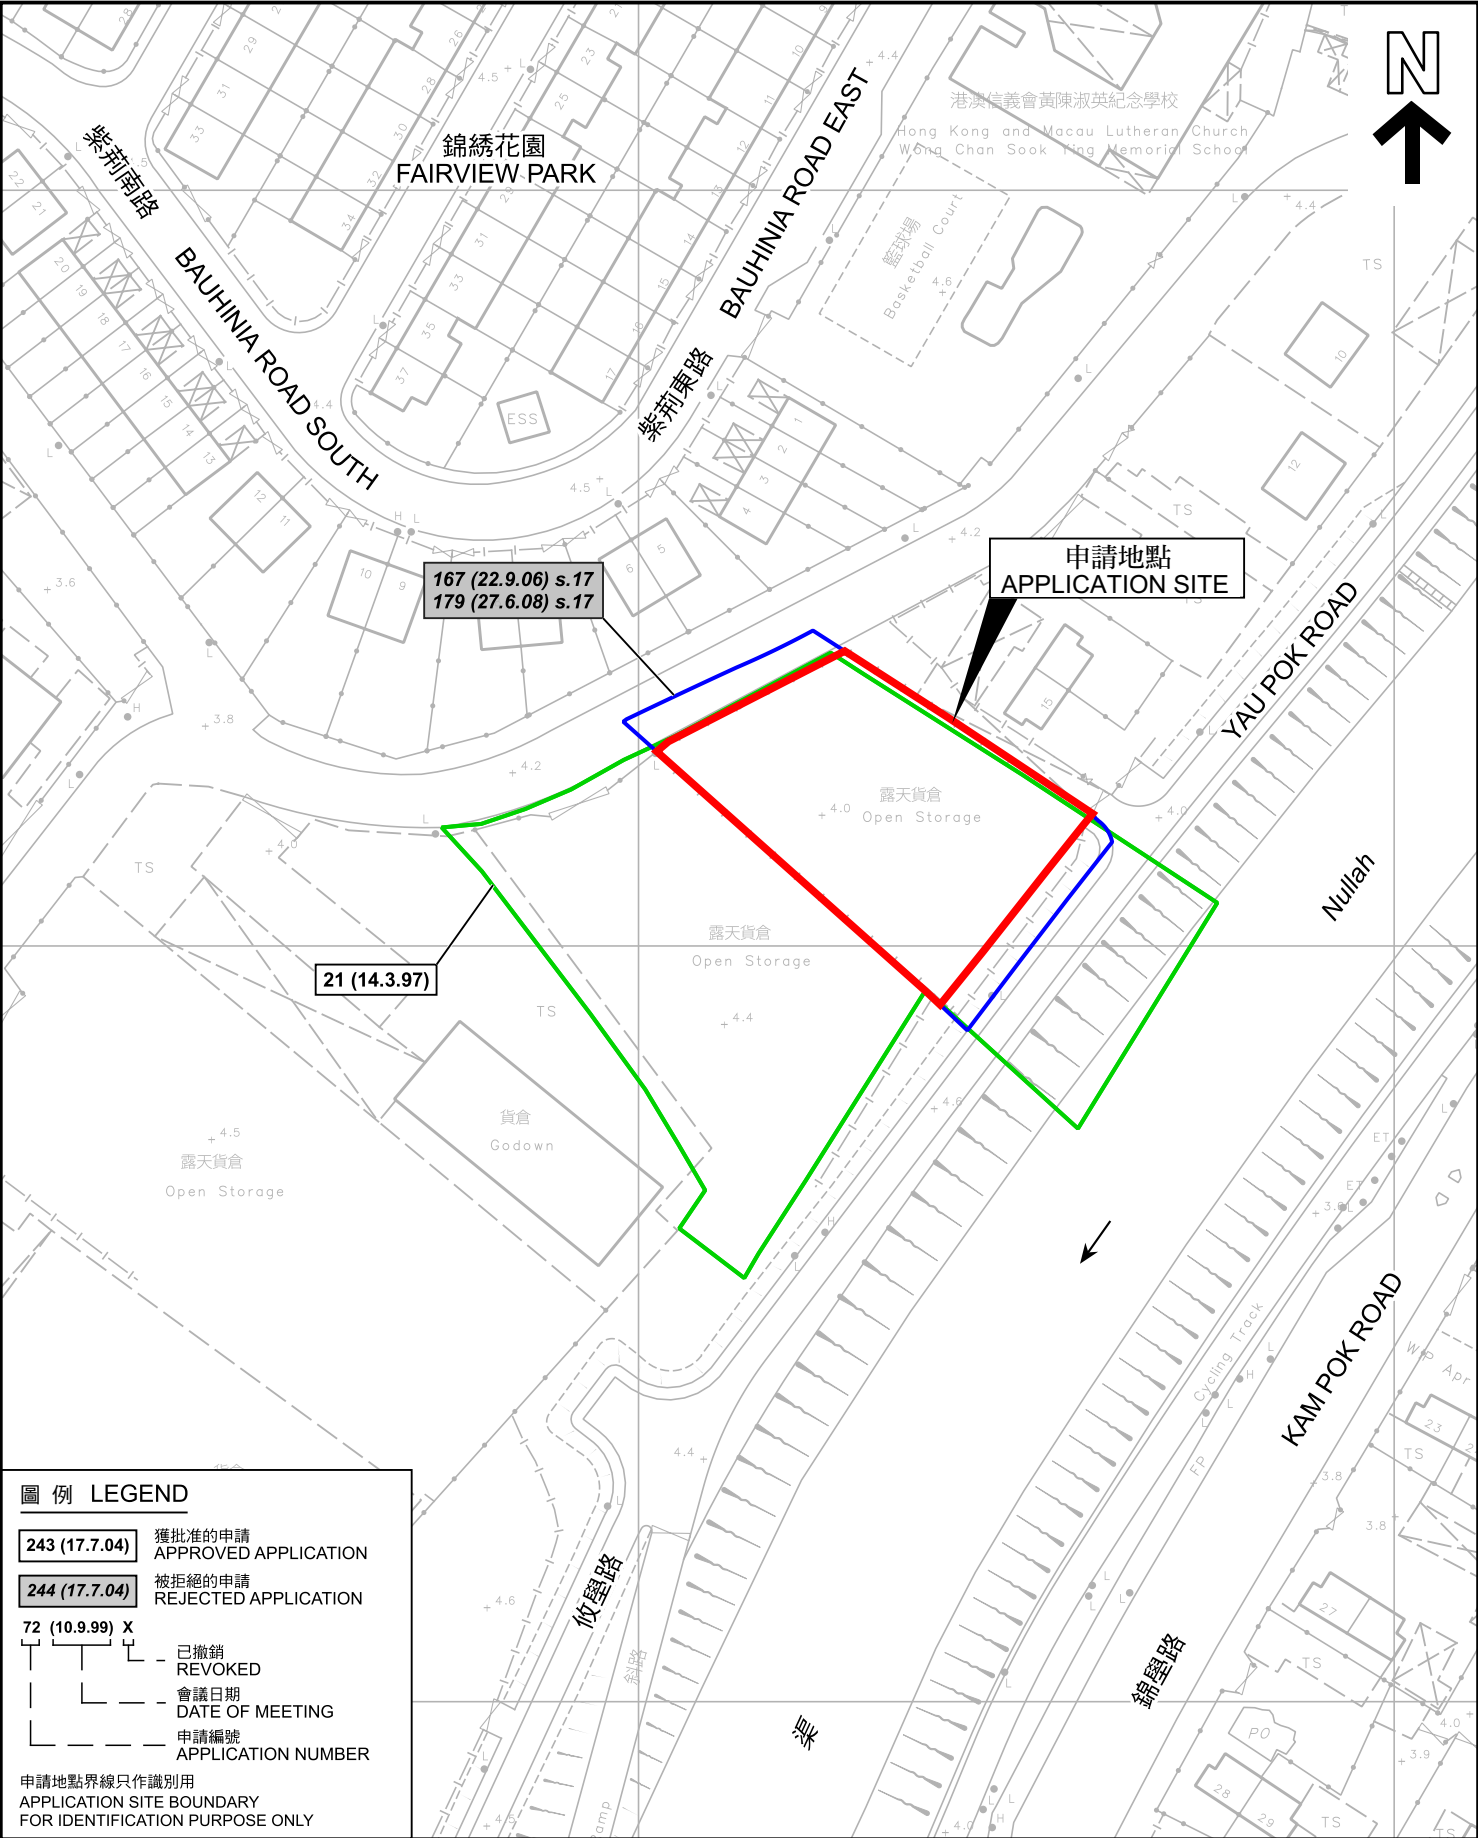 N
港澳信義會黃陳淑英紀念學校
Hong Kong and Macau Lutheran Church
Wong Chan Sook Ying Memorial School
錦綉花園
FAIRVIEW PARK
紫荊南路
BAUHINIA ROAD SOUTH
紫荊東路
BAUHINIA ROAD EAST
籃球場
Basketball Court
ESS
TS
167 (22.9.06) s.17
179 (27.6.08) s.17
申請地點
APPLICATION SITE
YAU POK ROAD
Nullah
露天貨倉
Open Storage
露天貨倉
Open Storage
21 (14.3.97)
TS
TS
貨倉
Godown
露天貨倉
Open Storage
Cycling Track
FP
KAM POK ROAD
攸壆路
錦壆路
斜路
渠
PO
TS
圖 例 LEGEND
243 (17.7.04)
獲批准的申請
APPROVED APPLICATION
244 (17.7.04)
被拒絕的申請
REJECTED APPLICATION
72 (10.9.99) X
已撤銷
REVOKED
會議日期
DATE OF MEETING
申請編號
APPLICATION NUMBER
申請地點界線只作識別用
APPLICATION SITE BOUNDARY
FOR IDENTIFICATION PURPOSE ONLY